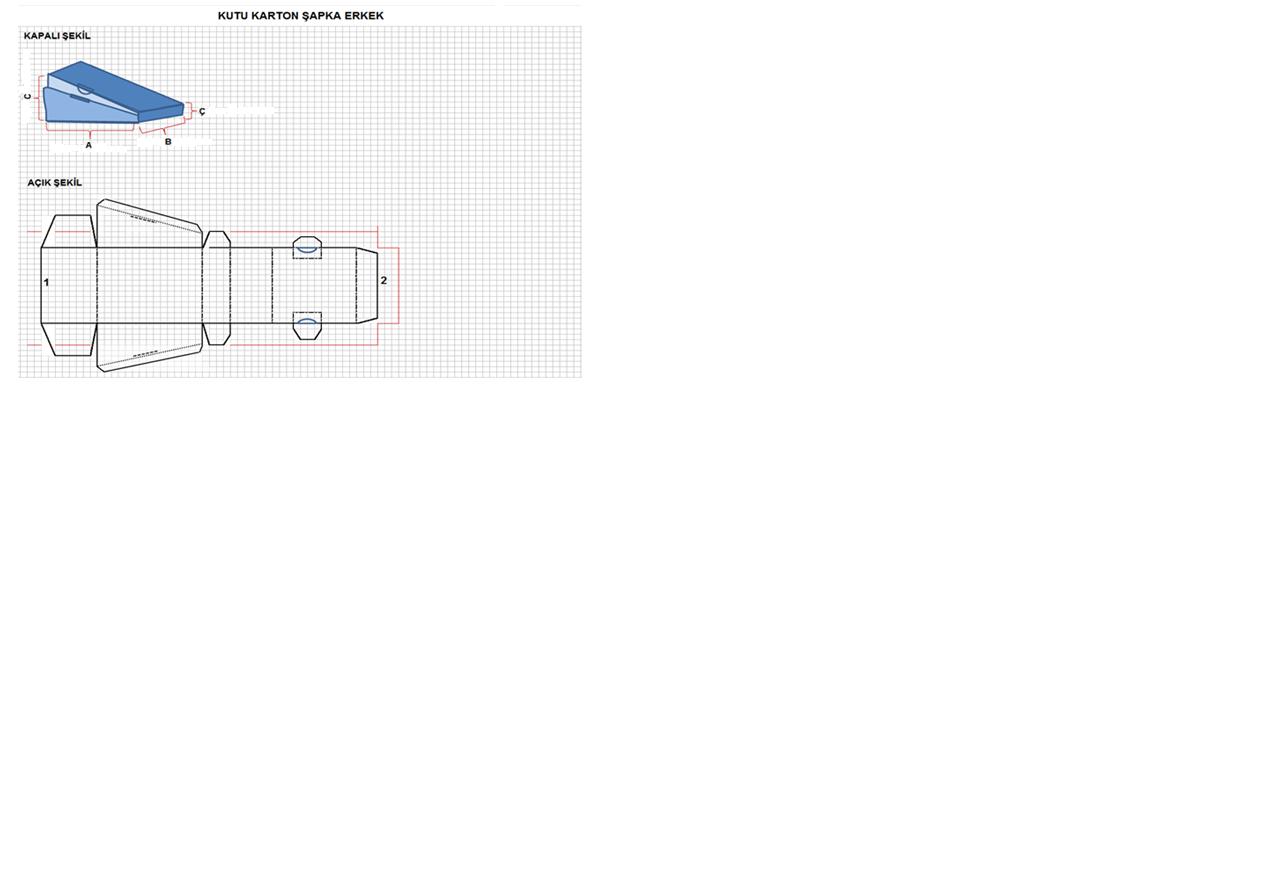 KUTU KARTON ŞAPKA ERKEK
KAPALI ŞEKİL
C
Ç
B
A
AÇIK ŞEKİL
1
2